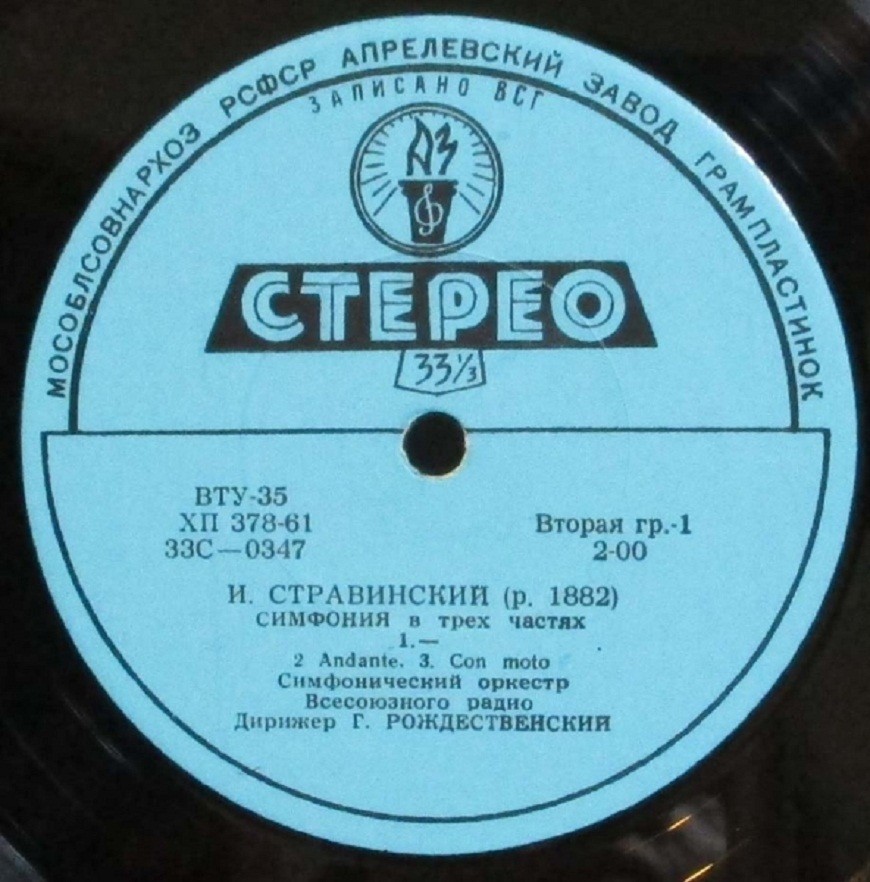 МОСОБЛСОВНАРХОЗ РСФСР АПРЕЛЕВСКИЙ ЗАВОД ГРАМПЛАСТИНОК
ЗАПИСАНО ВСГ
АЗ
СТЕРЕО
33⅓
ВТУ-35
ХП 378-61
33С—0347
Вторая гр.-1
2-00
И. СТРАВИНСКИЙ (р. 1882)
СИМФОНИЯ в трех частях
1.—
2 Andante. 3. Con moto
Симфонический оркестр
Всесоюзного радио
Дирижер Г. РОЖДЕСТВЕНСКИЙ